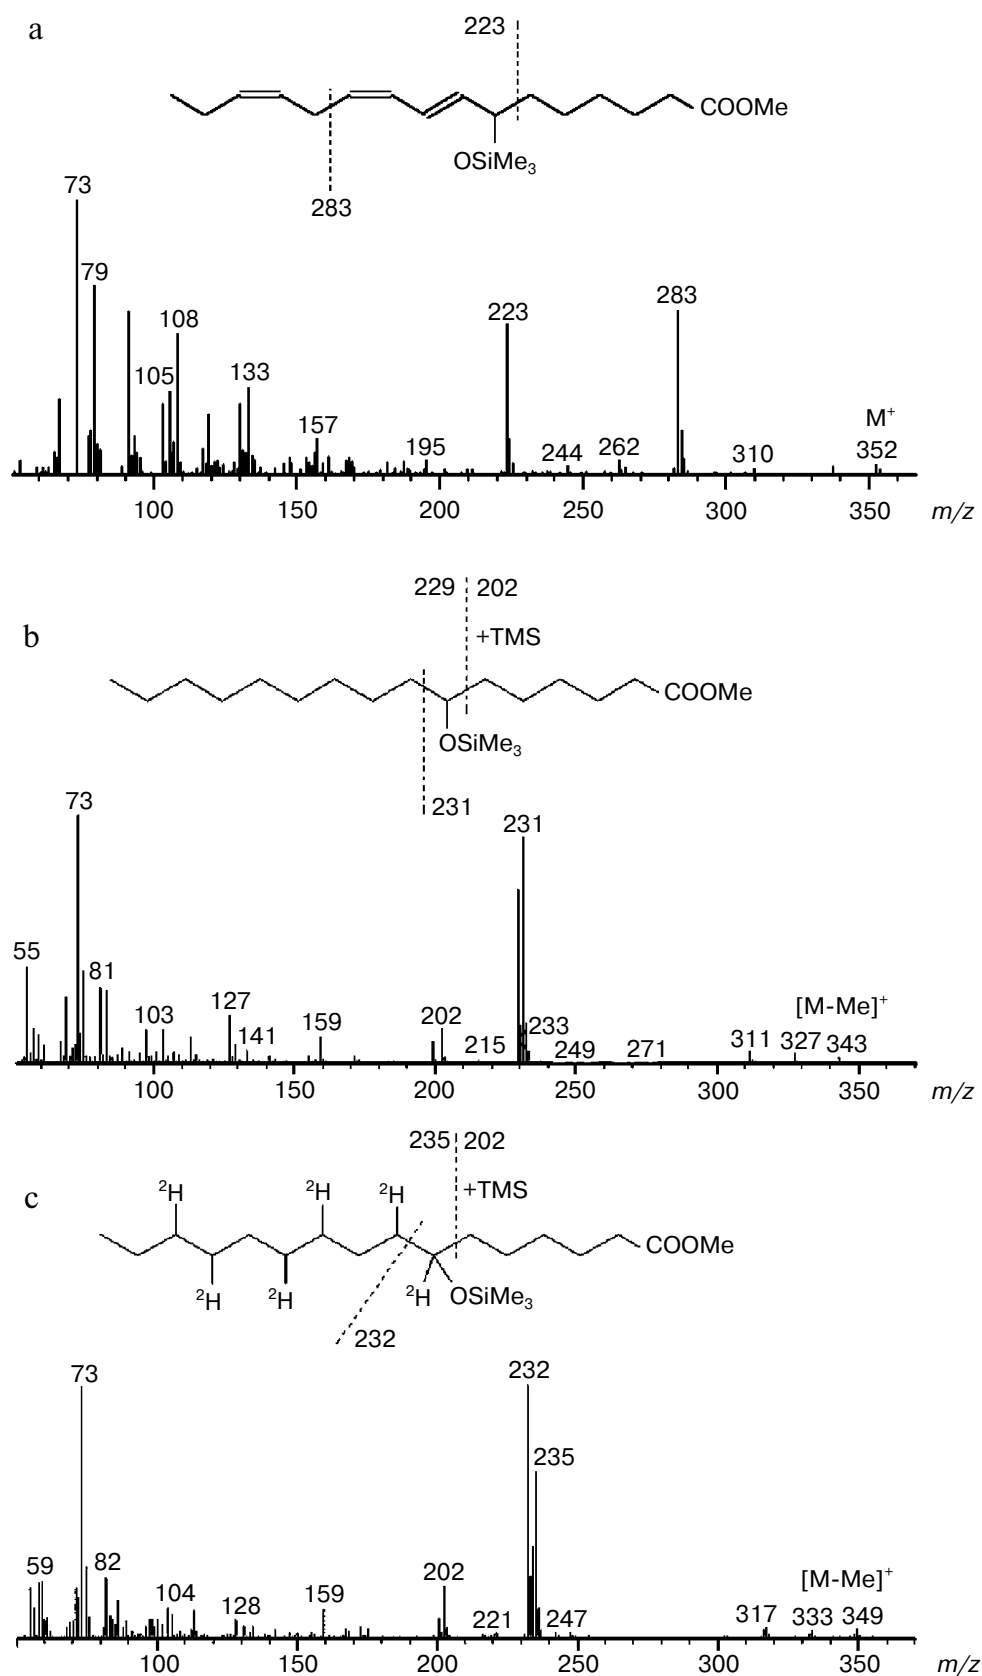 a
223
COOMe
OSiMe₃
283
73
79
108
105
133
157
195
223
244
262
283
310
M⁺
352
100 150 200 250 300 350 m/z
b
229 202
+TMS
COOMe
OSiMe₃
231
73
55
81
103
127
141
159
202
215
231
233
249
271
311
327
[M-Me]⁺
343
100 150 200 250 300 350 m/z
c
235 202
+TMS
²H ²H ²H
COOMe
²H ²H ²H OSiMe₃
232
73
59
82
104
128
159
202
221
232
235
247
317
333
[M-Me]⁺
349
100 150 200 250 300 350 m/z